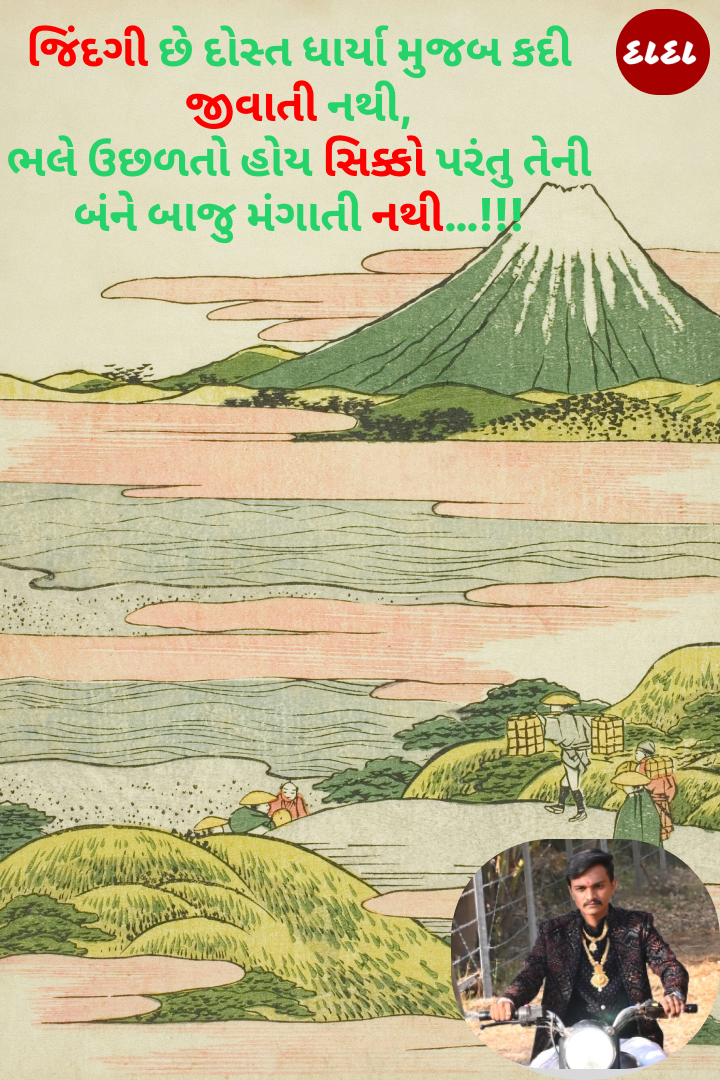 જિંદગી છે દોસ્ત ધાર્યા મુજબ કદી
જીવાતી નથી,
ભલે ઉછળતો હોય સિક્કો પરંતુ તેની
બંને બાજુ મંગાતી નથી...!!!
દાદા